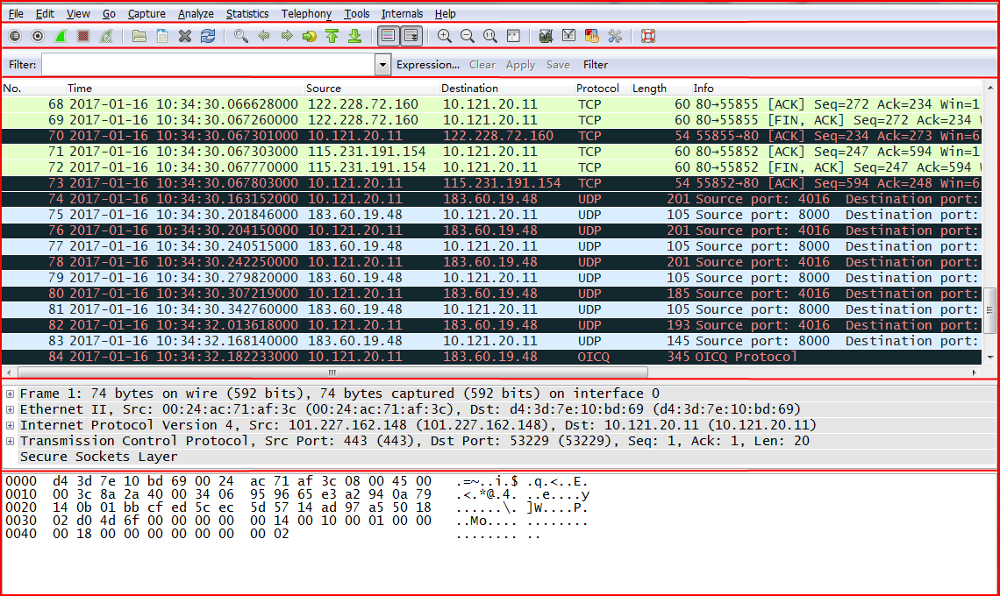 File Edit View Go Capture Analyze Statistics Telephony Tools Internals Help
Filter: Expression... Clear Apply Save Filter
No. Time Source Destination Protocol Length Info
68 2017-01-16 10:34:30.066628000 122.228.72.160 10.121.20.11 TCP 60 80→55855 [ACK] Seq=272 Ack=234 Win=1
69 2017-01-16 10:34:30.067260000 122.228.72.160 10.121.20.11 TCP 60 80→55855 [FIN, ACK] Seq=272 Ack=234 W
70 2017-01-16 10:34:30.067301000 10.121.20.11 122.228.72.160 TCP 54 55855→80 [ACK] Seq=234 Ack=273 Win=6
71 2017-01-16 10:34:30.067303000 115.231.191.154 10.121.20.11 TCP 60 80→55852 [ACK] Seq=247 Ack=594 Win=1
72 2017-01-16 10:34:30.067770000 115.231.191.154 10.121.20.11 TCP 60 80→55852 [FIN, ACK] Seq=247 Ack=594 W
73 2017-01-16 10:34:30.067803000 10.121.20.11 115.231.191.154 TCP 54 55852→80 [ACK] Seq=594 Ack=248 Win=6
74 2017-01-16 10:34:30.163152000 10.121.20.11 183.60.19.48 UDP 201 Source port: 4016 Destination port:
75 2017-01-16 10:34:30.201846000 183.60.19.48 10.121.20.11 UDP 105 Source port: 8000 Destination port:
76 2017-01-16 10:34:30.204150000 10.121.20.11 183.60.19.48 UDP 201 Source port: 4016 Destination port:
77 2017-01-16 10:34:30.240515000 183.60.19.48 10.121.20.11 UDP 105 Source port: 8000 Destination port:
78 2017-01-16 10:34:30.242250000 10.121.20.11 183.60.19.48 UDP 201 Source port: 4016 Destination port:
79 2017-01-16 10:34:30.279820000 183.60.19.48 10.121.20.11 UDP 105 Source port: 8000 Destination port:
80 2017-01-16 10:34:30.307219000 10.121.20.11 183.60.19.48 UDP 185 Source port: 4016 Destination port:
81 2017-01-16 10:34:30.342760000 183.60.19.48 10.121.20.11 UDP 105 Source port: 8000 Destination port:
82 2017-01-16 10:34:32.013618000 10.121.20.11 183.60.19.48 UDP 193 Source port: 4016 Destination port:
83 2017-01-16 10:34:32.168140000 183.60.19.48 10.121.20.11 UDP 145 Source port: 8000 Destination port:
84 2017-01-16 10:34:32.182233000 10.121.20.11 183.60.19.48 OICQ 345 OICQ Protocol
Frame 1: 74 bytes on wire (592 bits), 74 bytes captured (592 bits) on interface 0
Ethernet II, Src: 00:24:ac:71:af:3c (00:24:ac:71:af:3c), Dst: d4:3d:7e:10:bd:69 (d4:3d:7e:10:bd:69)
Internet Protocol Version 4, Src: 101.227.162.148 (101.227.162.148), Dst: 10.121.20.11 (10.121.20.11)
Transmission Control Protocol, Src Port: 443 (443), Dst Port: 53229 (53229), Seq: 1, Ack: 1, Len: 20
Secure Sockets Layer
0000 d4 3d 7e 10 bd 69 00 24 ac 71 af 3c 08 00 45 00 .=~..i.$ .q.<..E.
0010 00 3c 8a 2a 40 00 34 06 95 96 65 e3 a2 94 0a 79 .<.*@.4. ..e....y
0020 14 0b 01 bb cf ed 5c ec 5d 57 14 ad 97 a5 50 18 ......\. ]W....P.
0030 02 d0 4d 6f 00 00 00 00 00 14 00 10 00 01 00 00 ..Mo.... ........
0040 00 18 00 00 00 00 00 00 00 02 ........ ..